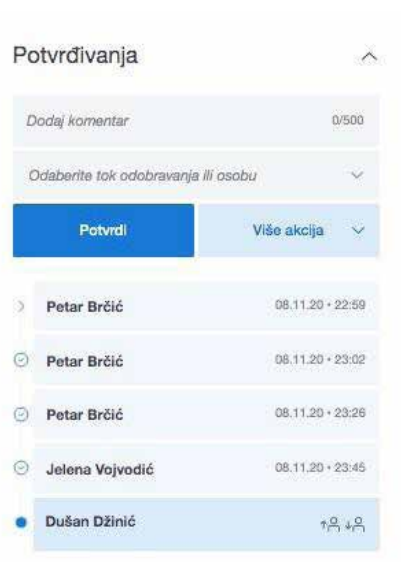 Potvrđivanja
Dodaj komentar 0/500
Odaberite tok odobravanja ili osobu
Potvrdi Više akcija
Petar Brčić 08.11.20 • 22:59
Petar Brčić 08.11.20 • 23:02
Petar Brčić 08.11.20 • 23:26
Jelena Vojvodić 08.11.20 • 23:45
Dušan Džinić